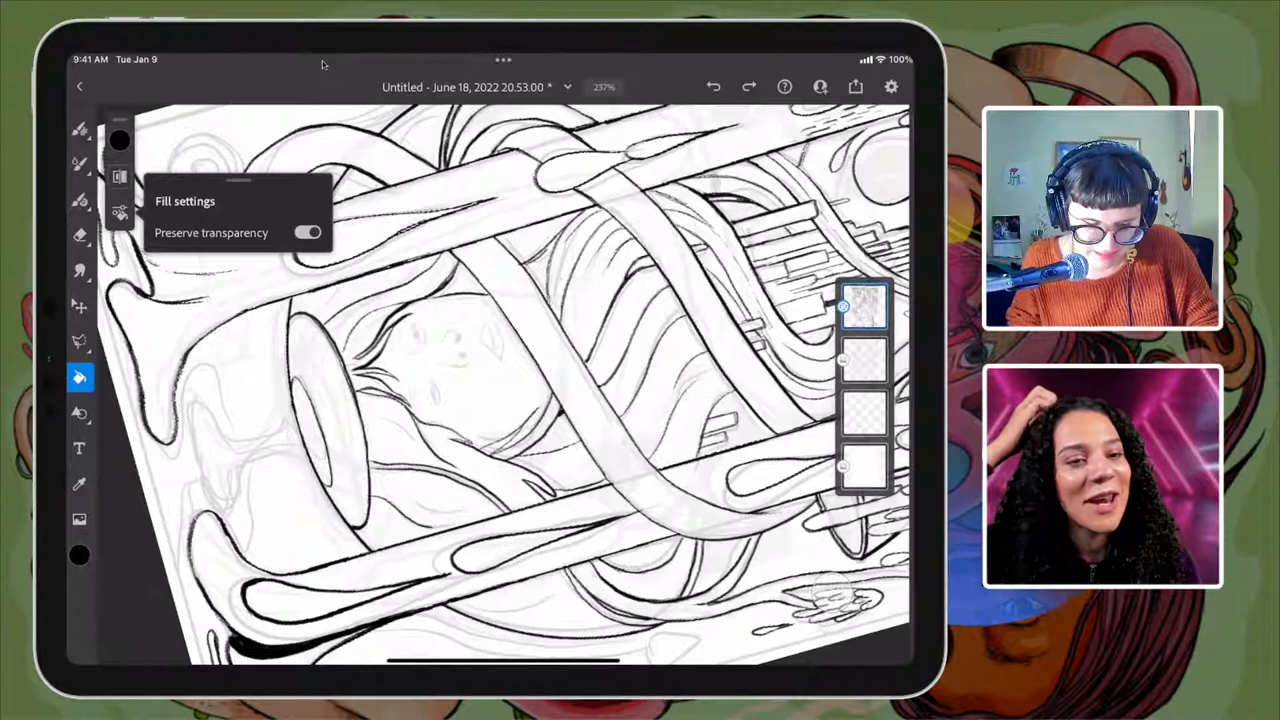 9:41 AM Tue Jan 9
100%
Untitled - June 18, 2022 20.53.00 *
237%
Fill settings
Preserve transparency
T